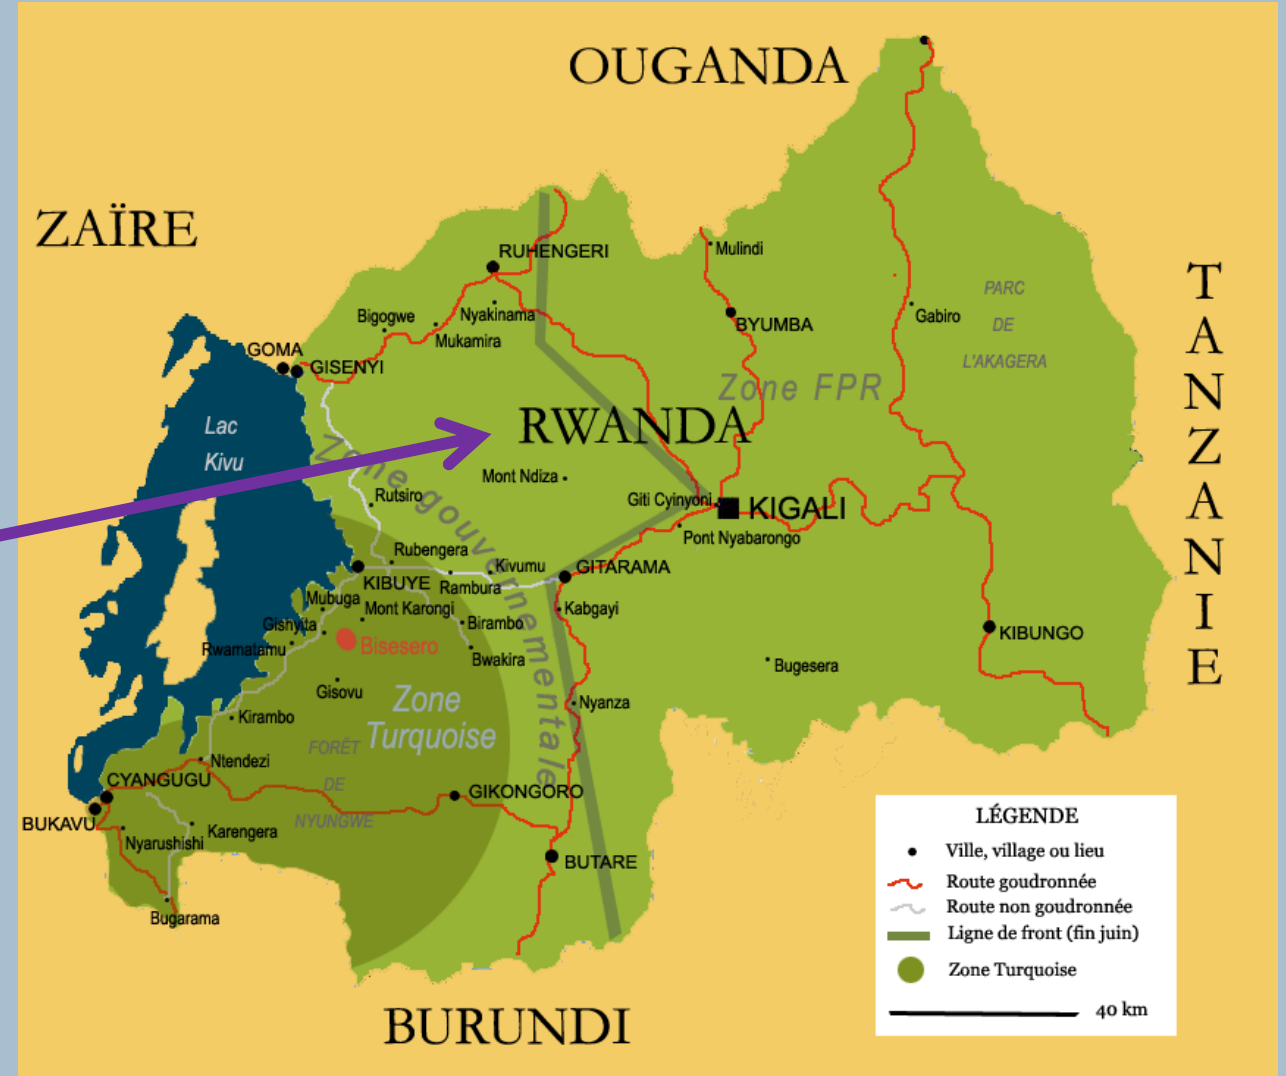 OUGANDA
ZAÏRE
RUHENGERI
Mulindi
TANZANIE
PARC
DE
L'AKAGERA
Bigogwe
Nyakinama
Mukamira
BYUMBA
Gabiro
GOMA
GISENYI
Zone FPR
Lac
Kivu
RWANDA
Zone gouvernementale
Mont Ndiza
Rutsiro
Giti Cyinyoni
KIGALI
Pont Nyabarongo
Rubengera
Kivumu
GITARAMA
KIBUYE
Rambura
Mubuga
Mont Karongi
Kabgayi
Gishyita
Birambo
Rwamatamu
Bisesero
Bwakira
KIBUNGO
Bugesera
Gisovu
Zone
Turquoise
Nyanza
Kirambo
FORÊT
DE
NYUNGWE
Ntendezi
CYANGUGU
GIKONGORO
BUKAVU
Karengera
Nyarushishi
BUTARE
Bugarama
BURUNDI
LÉGENDE
Ville, village ou lieu
Route goudronnée
Route non goudronnée
Ligne de front (fin juin)
Zone Turquoise
40 km